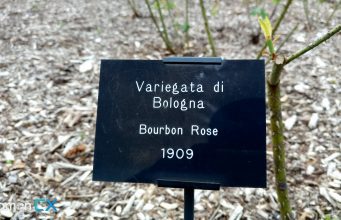 Variegata di
Bologna
Bourbon Rose
1909